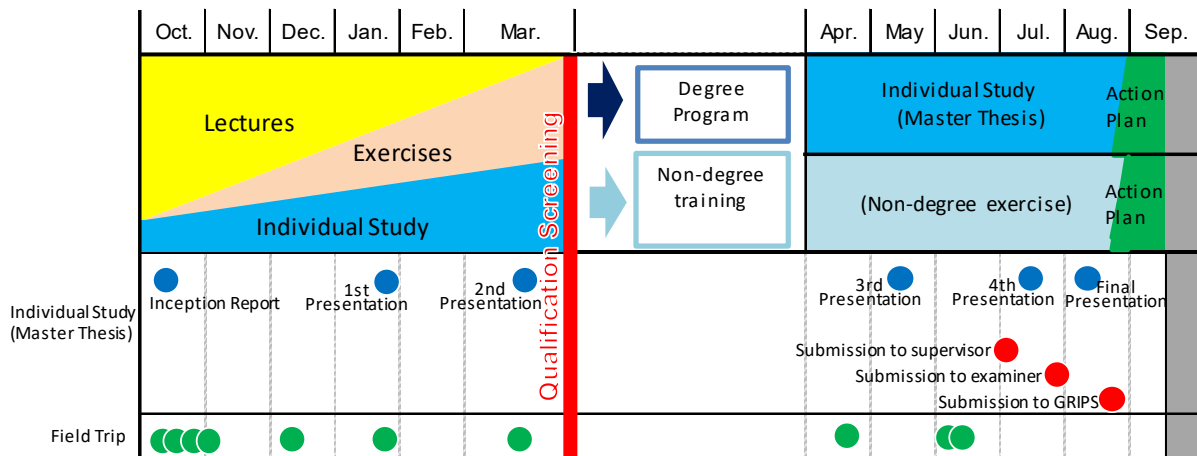 Oct. Nov. Dec. Jan. Feb. Mar. Apr. May Jun. Jul. Aug. Sep.
Lectures
Exercises
Individual Study
Qualification Screening
Degree
Program
Non-degree
training
Individual Study
(Master Thesis)
Action
Plan
(Non-degree exercise)
Action
Plan
Individual Study
(Master Thesis)
Inception Report
1st
Presentation
2nd
Presentation
3rd
Presentation
4th
Presentation
Final
Presentation
Submission to supervisor
Submission to examiner
Submission to GRIPS
Field Trip